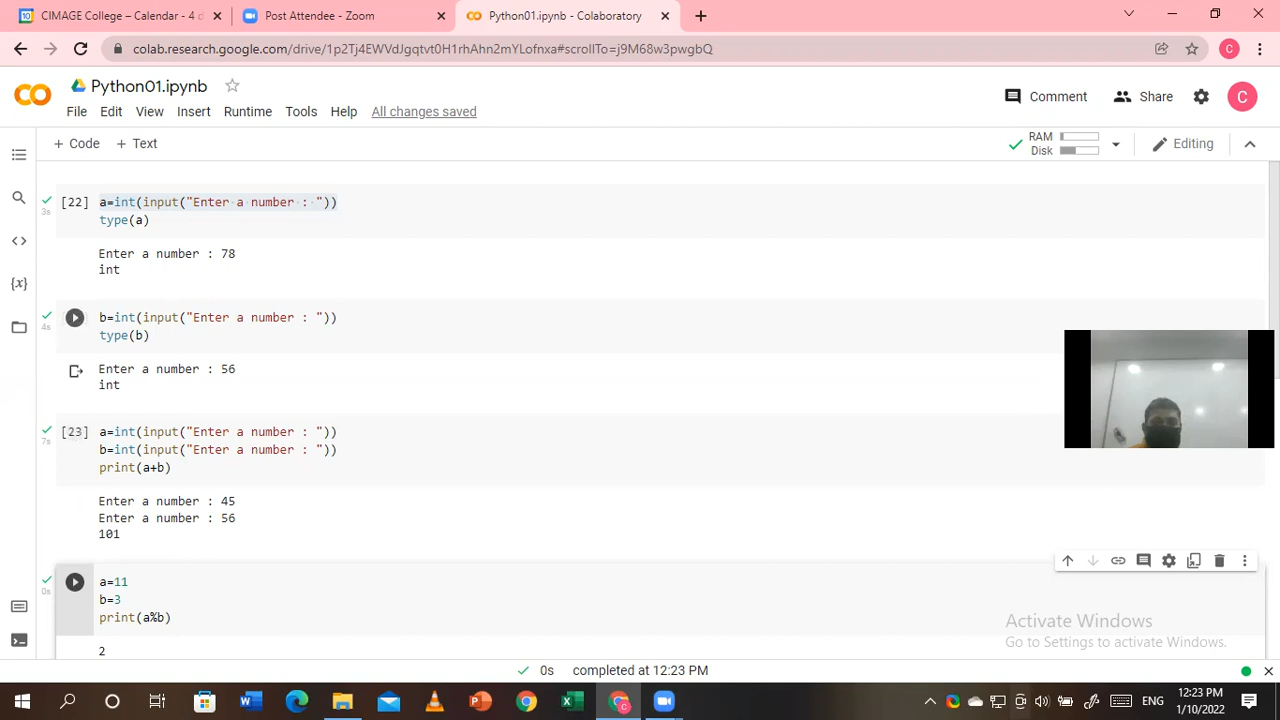 CIMAGE College – Calendar - 4 d
Post Attendee - Zoom
Python01.ipynb - Colaboratory
colab.research.google.com/drive/1p2Tj4EWVdJgqtvt0H1rhAhn2mYLofnxa#scrollTo=j9M68w3pwgbQ
C
Python01.ipynb
File Edit View Insert Runtime Tools Help All changes saved
Comment Share C
+ Code + Text
RAM
Disk
Editing
[22] a=int(input("Enter a number : "))
3s
type(a)
Enter a number : 78
int
b=int(input("Enter a number : "))
4s
type(b)
Enter a number : 56
int
[23] a=int(input("Enter a number : "))
7s
b=int(input("Enter a number : "))
print(a+b)
Enter a number : 45
Enter a number : 56
101
a=11
0s
b=3
print(a%b)
2
Activate Windows
Go to Settings to activate Windows.
0s completed at 12:23 PM
ENG
12:23 PM
1/10/2022